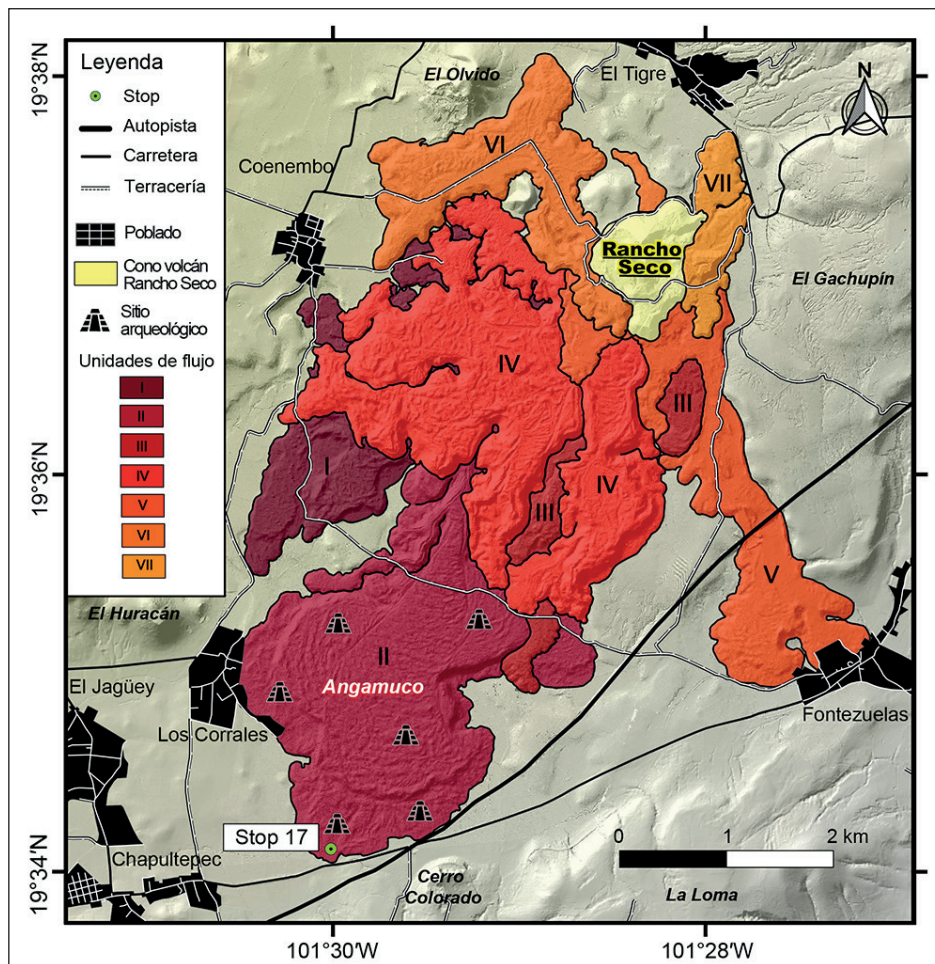 Leyenda
Stop
Autopista
Carretera
Terracería
Poblado
Cono volcán
Rancho Seco
Sitio
arqueológico
Unidades de flujo
I
II
III
IV
V
VI
VII
19°38'N
19°36'N
19°34'N
101°30'W
101°28'W
N
El Olvido
El Tigre
Coenembo
VI
VII
Rancho
Seco
El Gachupín
IV
III
I
IV
III
V
El Huracán
II
Angamuco
El Jagüey
Los Corrales
Fontezuelas
Stop 17
Chapultepec
Cerro
Colorado
La Loma
0 1 2 km